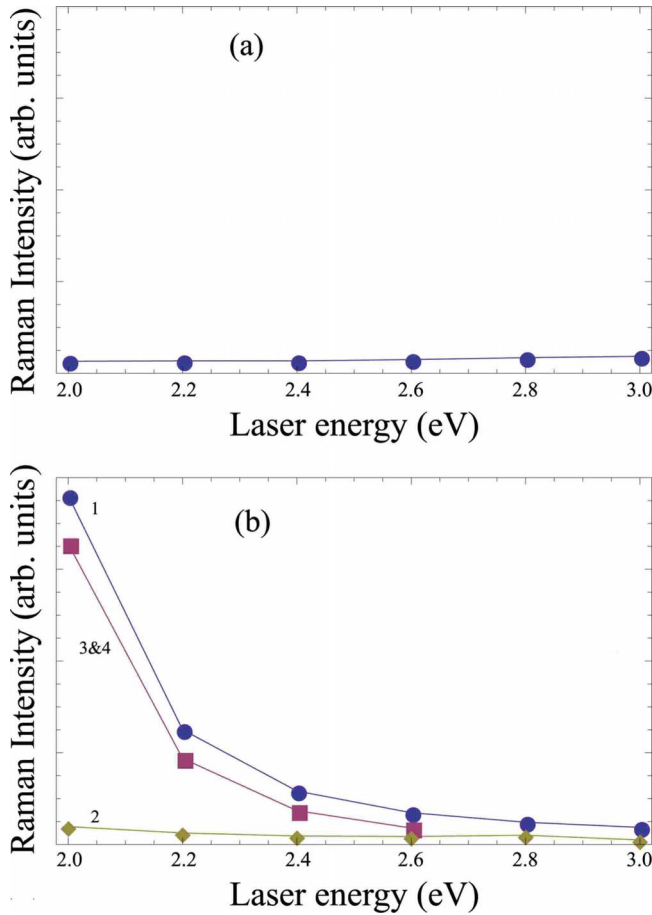 Raman Intensity (arb. units)
(a)
2.0 2.2 2.4 2.6 2.8 3.0
Laser energy (eV)
Raman Intensity (arb. units)
(b)
1
3&4
2
2.0 2.2 2.4 2.6 2.8 3.0
Laser energy (eV)